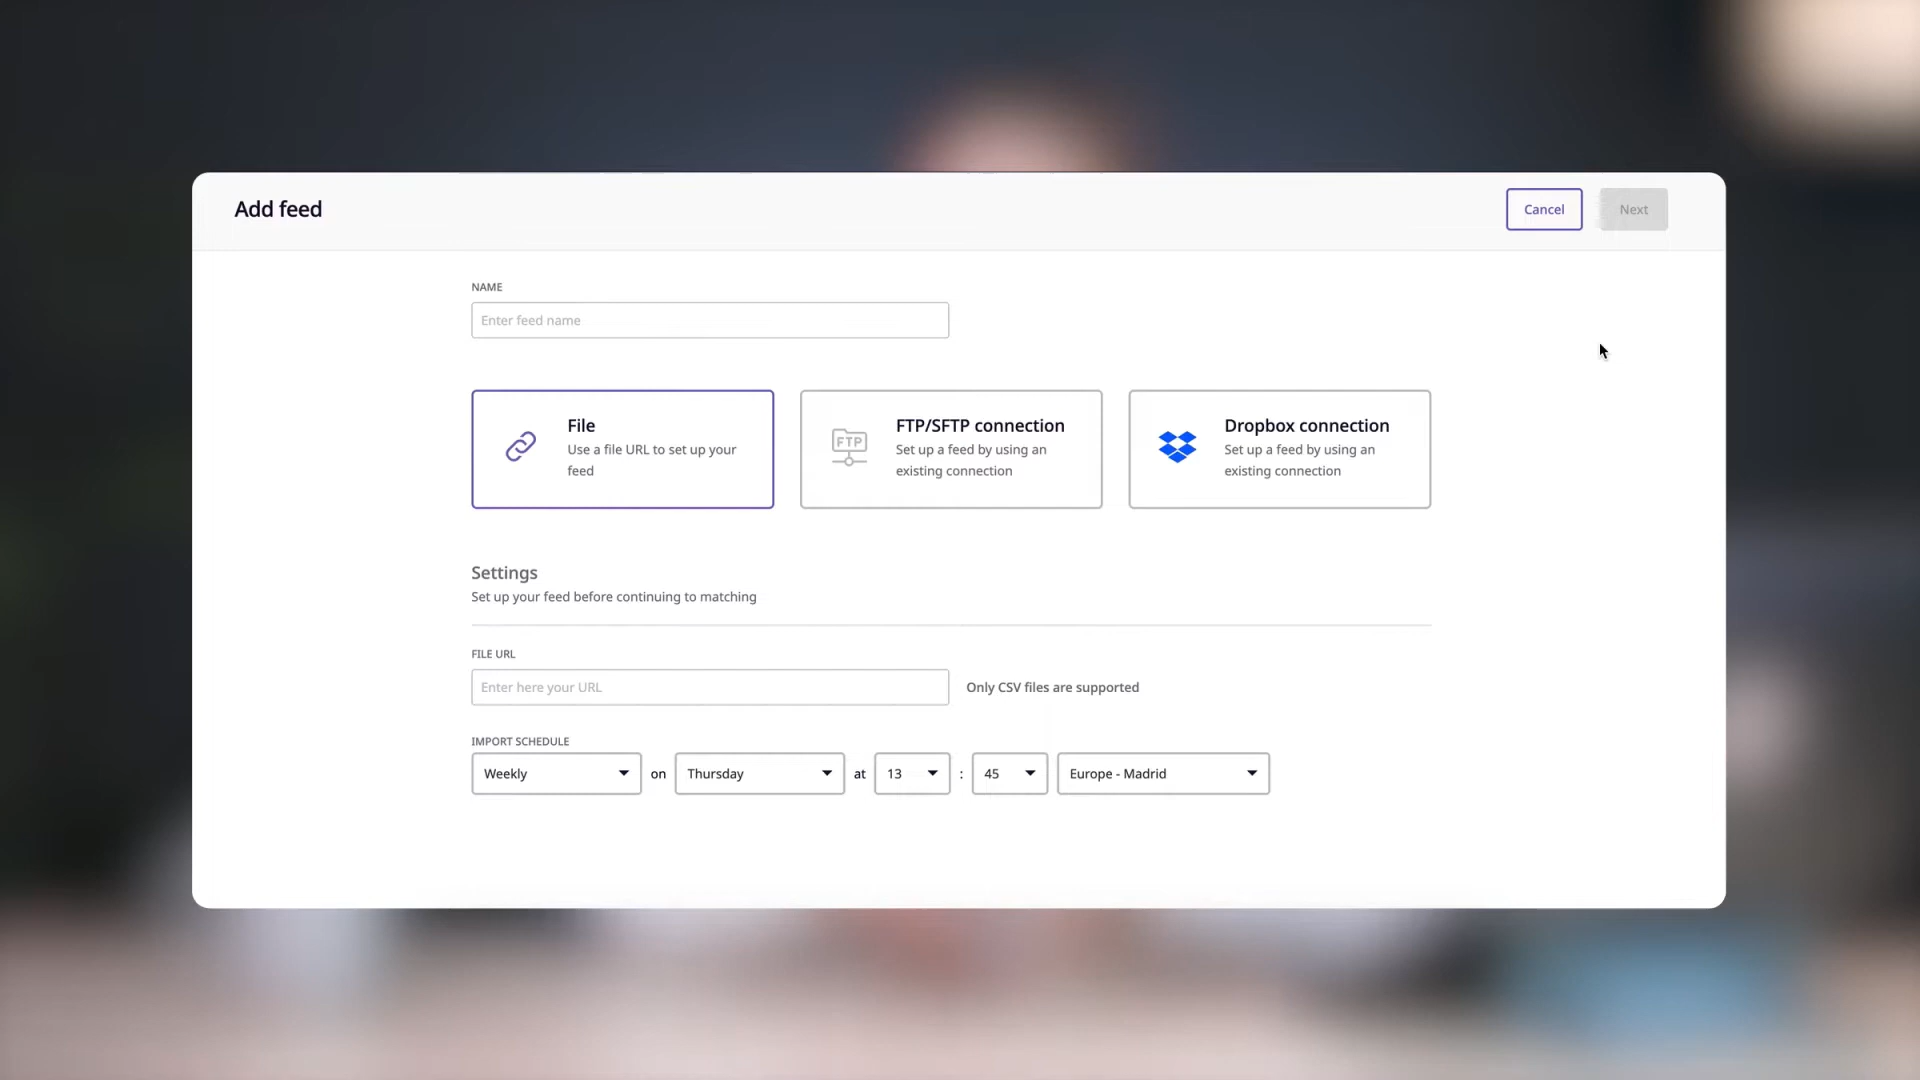 Add feed
Cancel
Next
NAME
Enter feed name
File
Use a file URL to set up your
feed
FTP
FTP/SFTP connection
Set up a feed by using an
existing connection
Dropbox connection
Set up a feed by using an
existing connection
Settings
Set up your feed before continuing to matching
FILE URL
Enter here your URL
Only CSV files are supported
IMPORT SCHEDULE
Weekly on Thursday at 13 : 45 Europe - Madrid